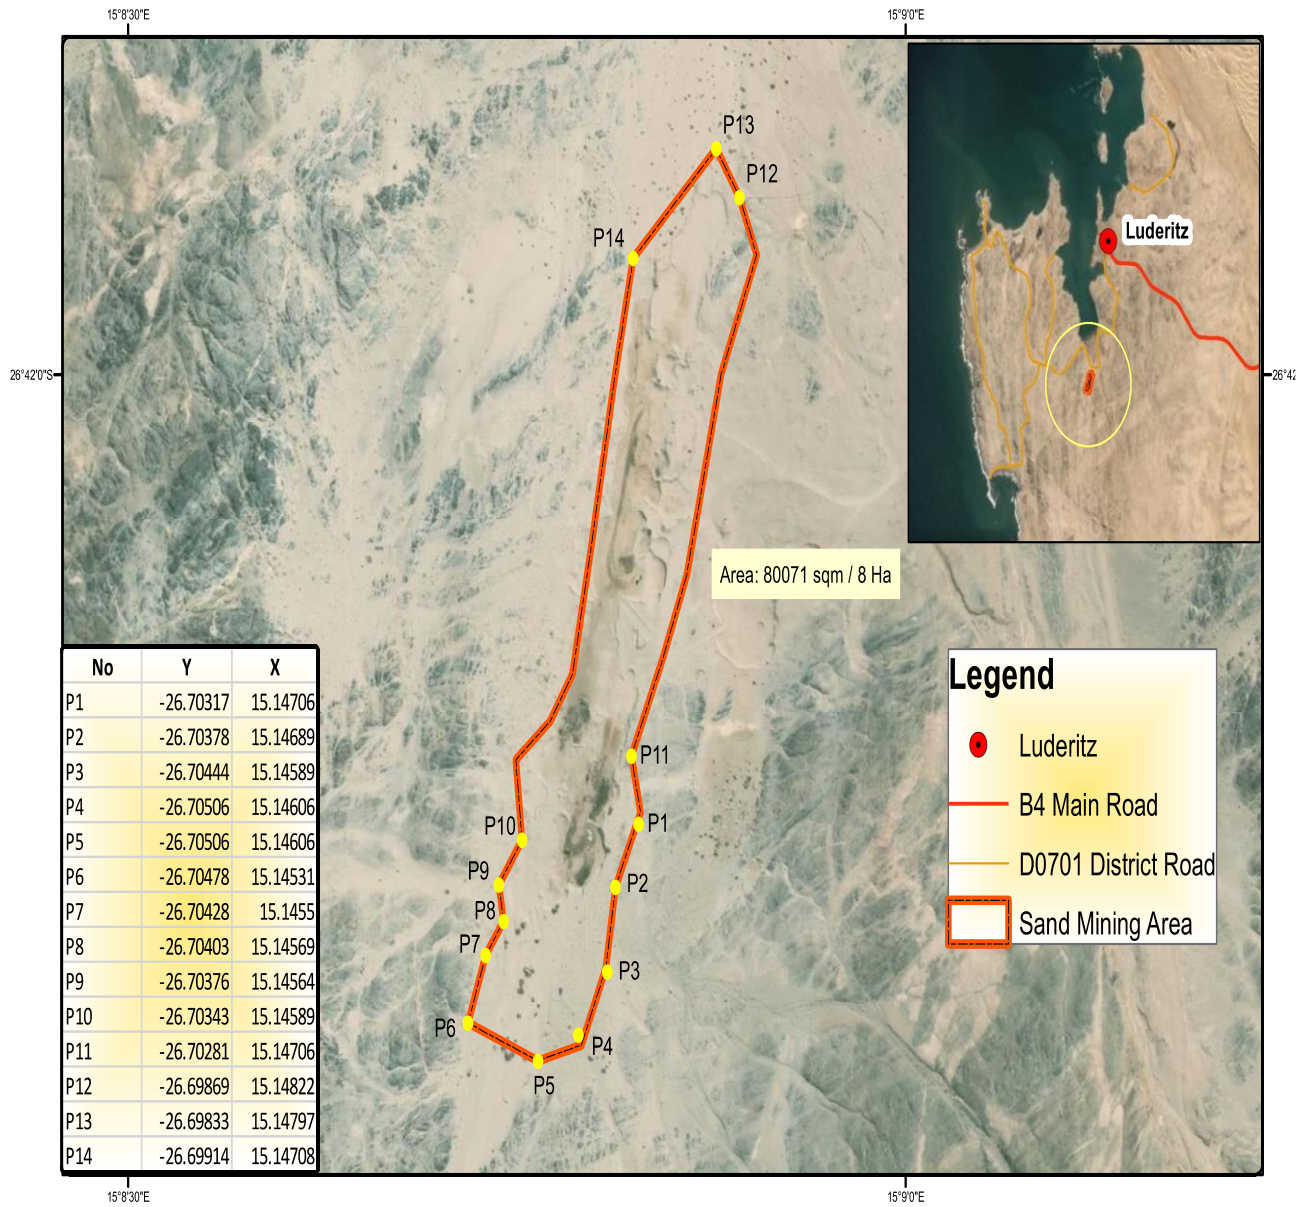 15°8'30"E
15°9'0"E
P13
P12
P14
Luderitz
26°42'0"S
26°42
Area: 80071 sqm / 8 Ha
No Y X
P1 -26.70317 15.14706
P2 -26.70378 15.14689
P3 -26.70444 15.14589
P4 -26.70506 15.14606
P5 -26.70506 15.14606
P6 -26.70478 15.14531
P7 -26.70428 15.1455
P8 -26.70403 15.14569
P9 -26.70376 15.14564
P10 -26.70343 15.14589
P11 -26.70281 15.14706
P12 -26.69869 15.14822
P13 -26.69833 15.14797
P14 -26.69914 15.14708
P11
P10
P1
P9
P2
P8
P7
P3
P6
P4
P5
Legend
Luderitz
B4 Main Road
D0701 District Road
Sand Mining Area
15°8'30"E
15°9'0"E